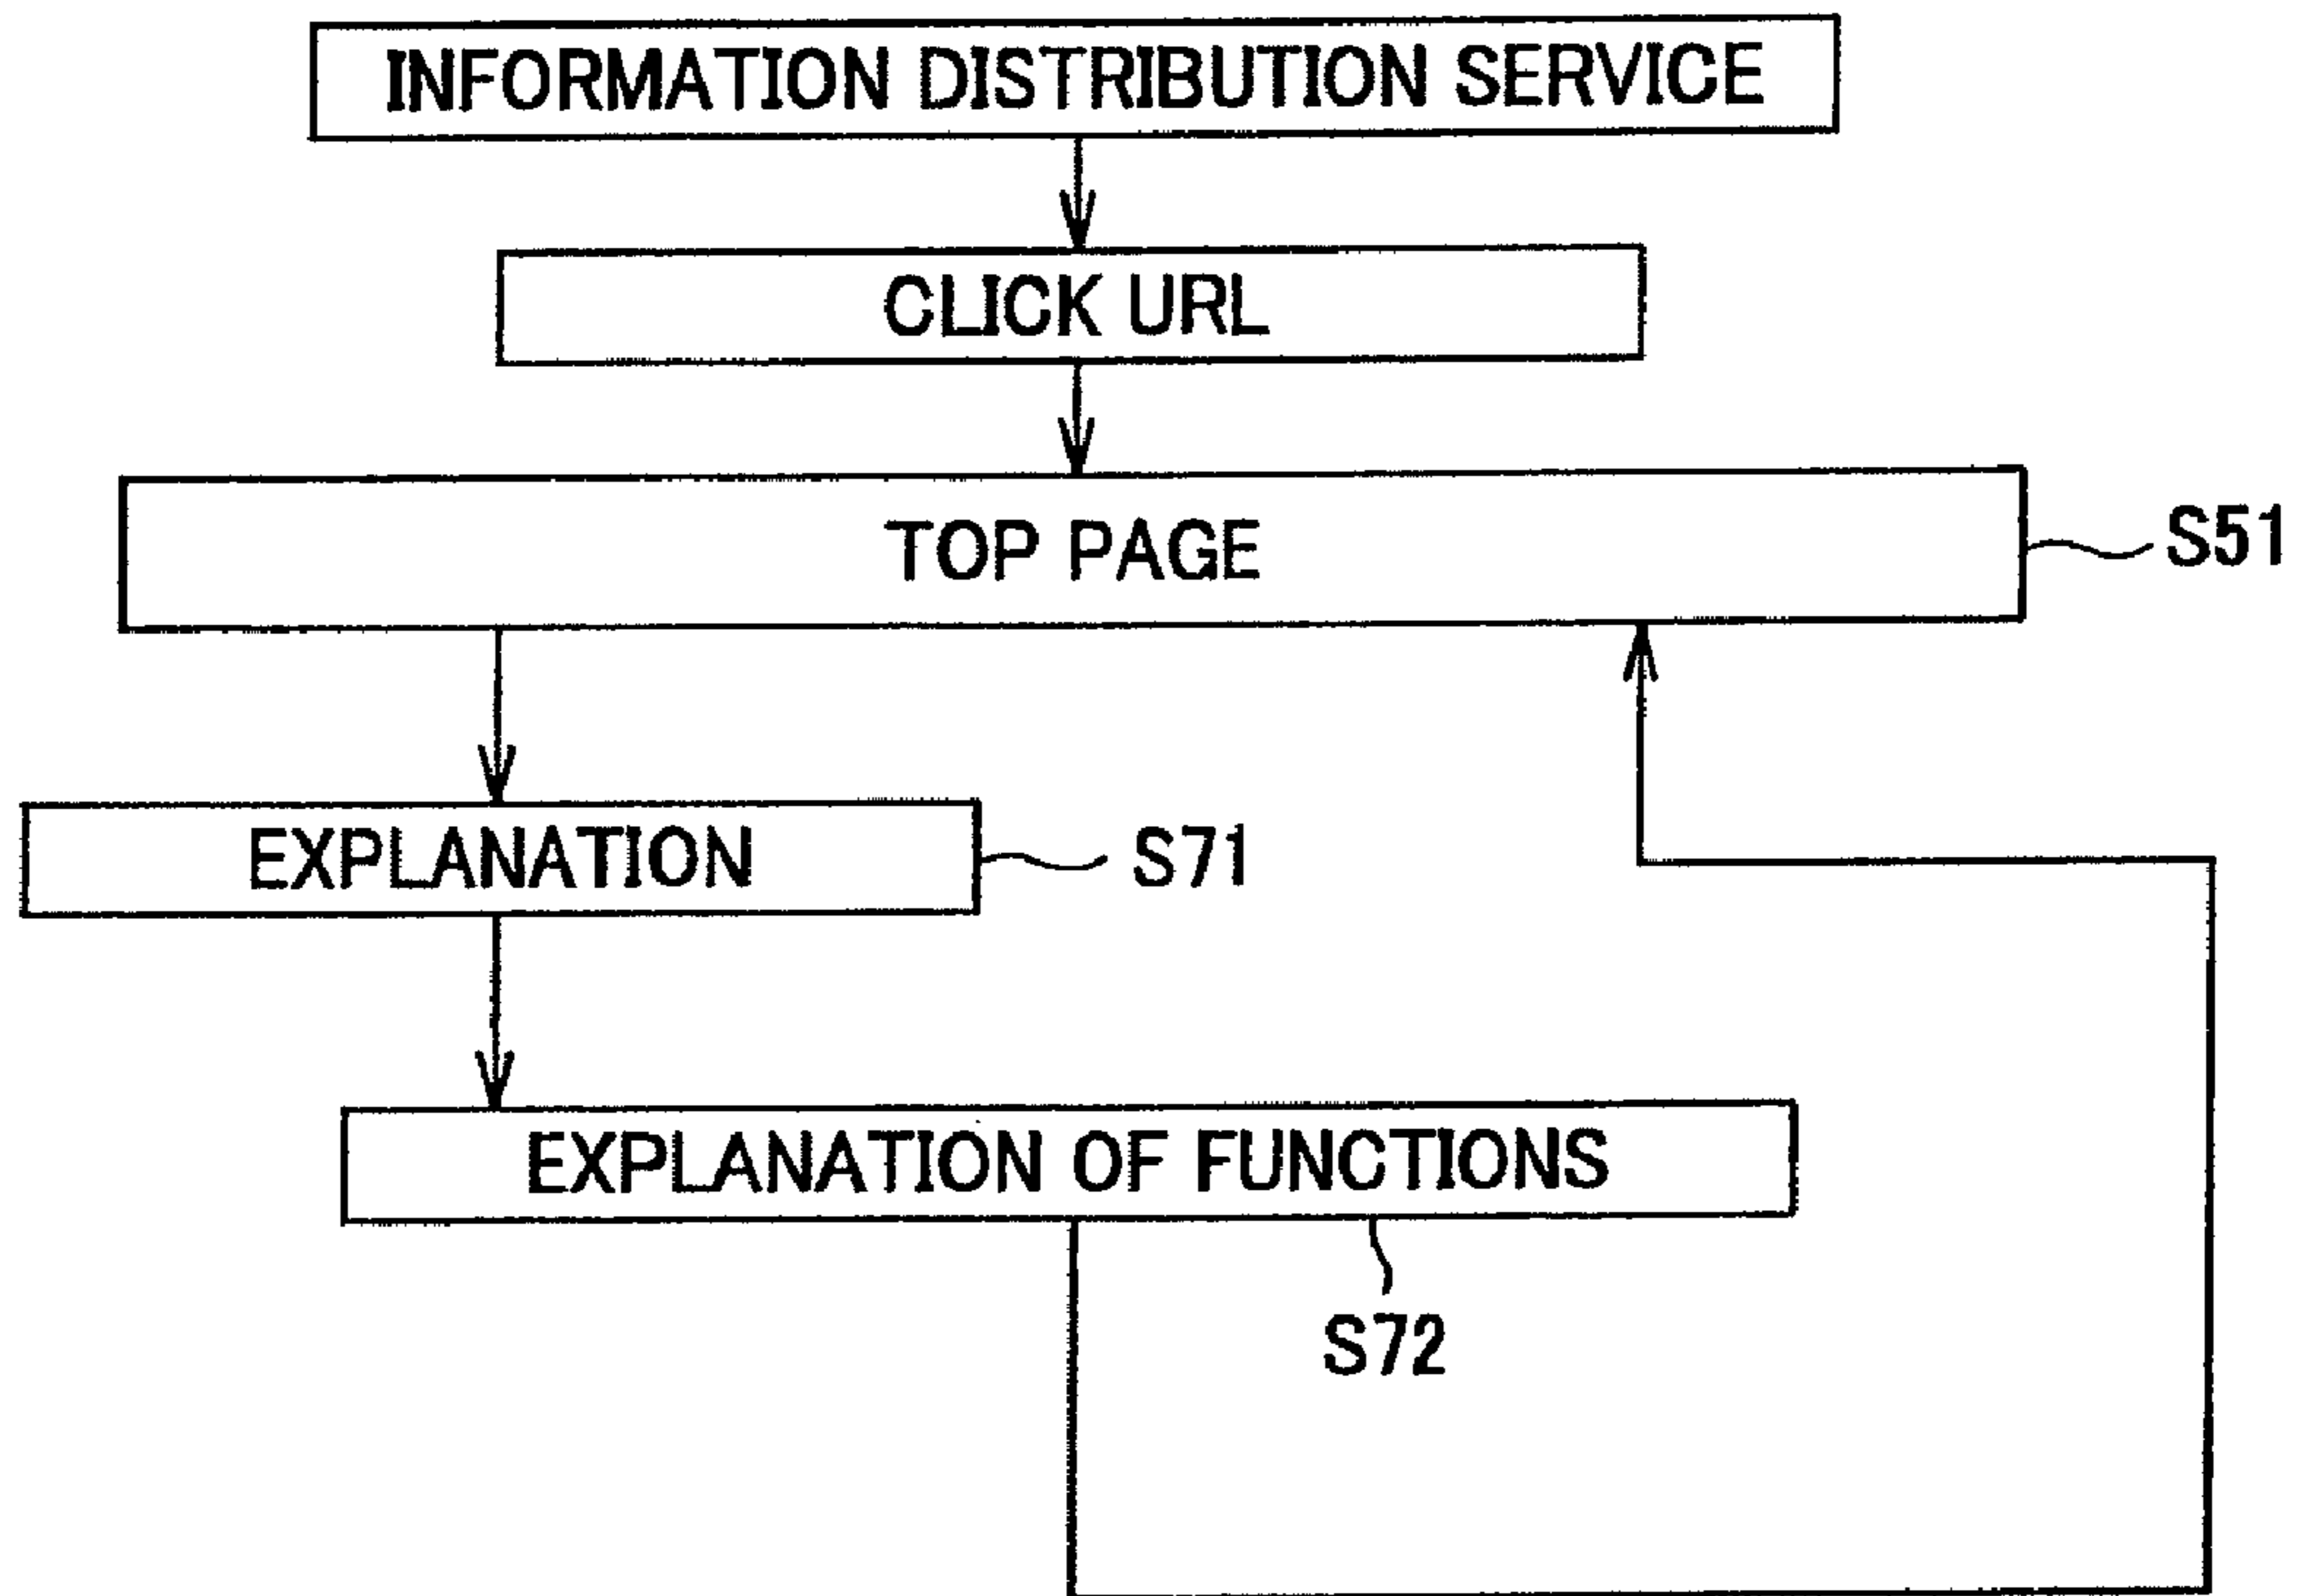 INFORMATION DISTRIBUTION SERVICE
CLICK URL
TOP PAGE
S51
EXPLANATION
S71
EXPLANATION OF FUNCTIONS
S72